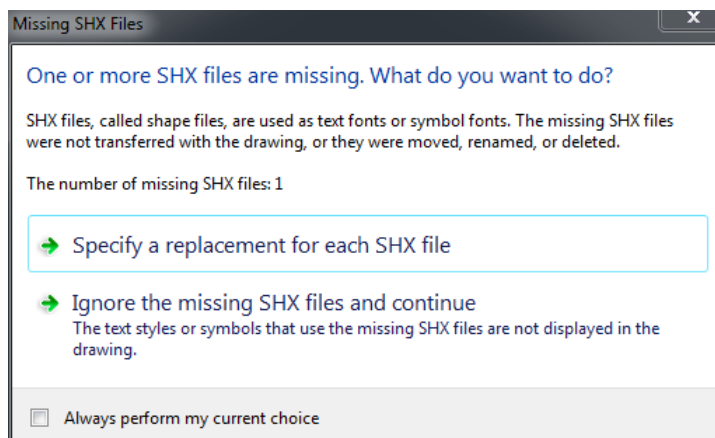 Missing SHX Files
One or more SHX files are missing. What do you want to do?
SHX files, called shape files, are used as text fonts or symbol fonts. The missing SHX files
were not transferred with the drawing, or they were moved, renamed, or deleted.
The number of missing SHX files: 1
Specify a replacement for each SHX file
Ignore the missing SHX files and continue
The text styles or symbols that use the missing SHX files are not displayed in the
drawing.
Always perform my current choice